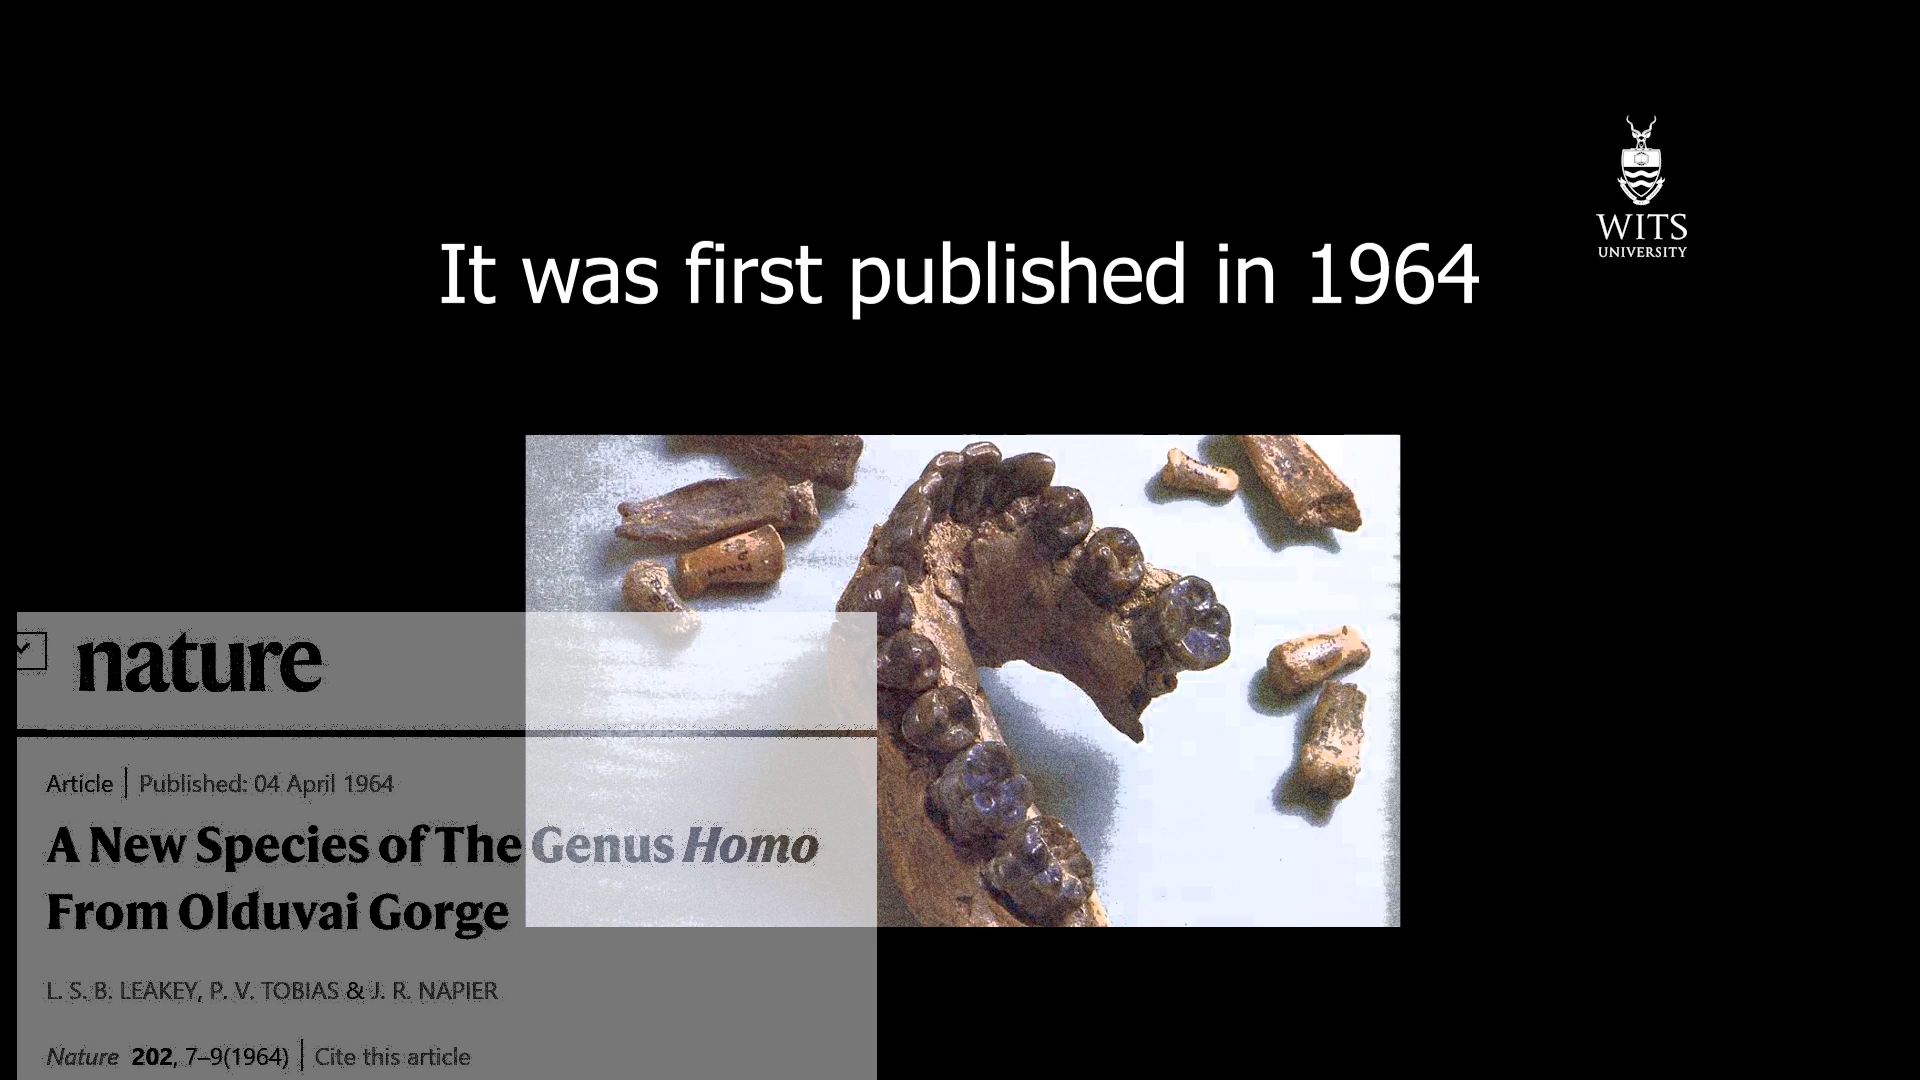 WITS
UNIVERSITY
It was first published in 1964
nature
Article | Published: 04 April 1964
A New Species of The Genus Homo
From Olduvai Gorge
L. S. B. LEAKEY, P. V. TOBIAS & J. R. NAPIER
Nature 202, 7–9(1964) | Cite this article